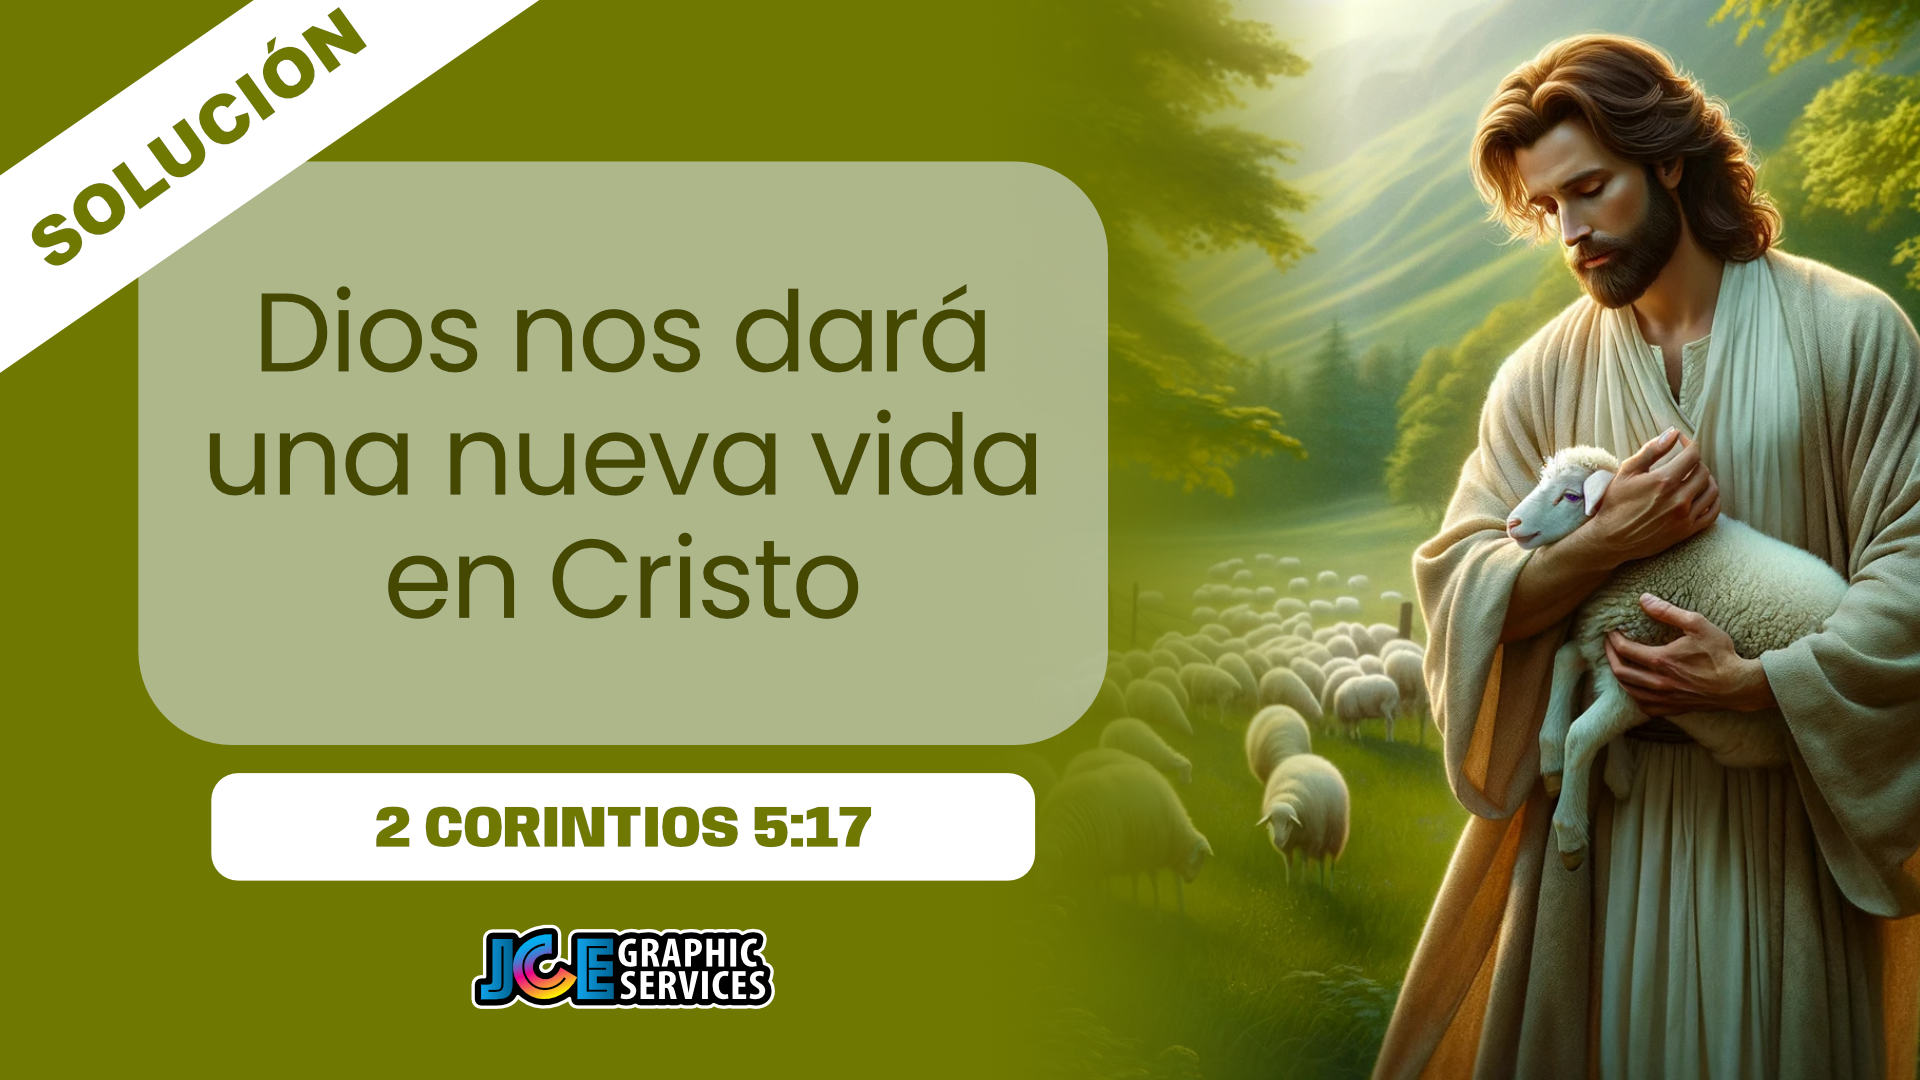 SOLUCIÓN
Dios nos dará
una nueva vida
en Cristo
2 CORINTIOS 5:17
JCE GRAPHIC
SERVICES